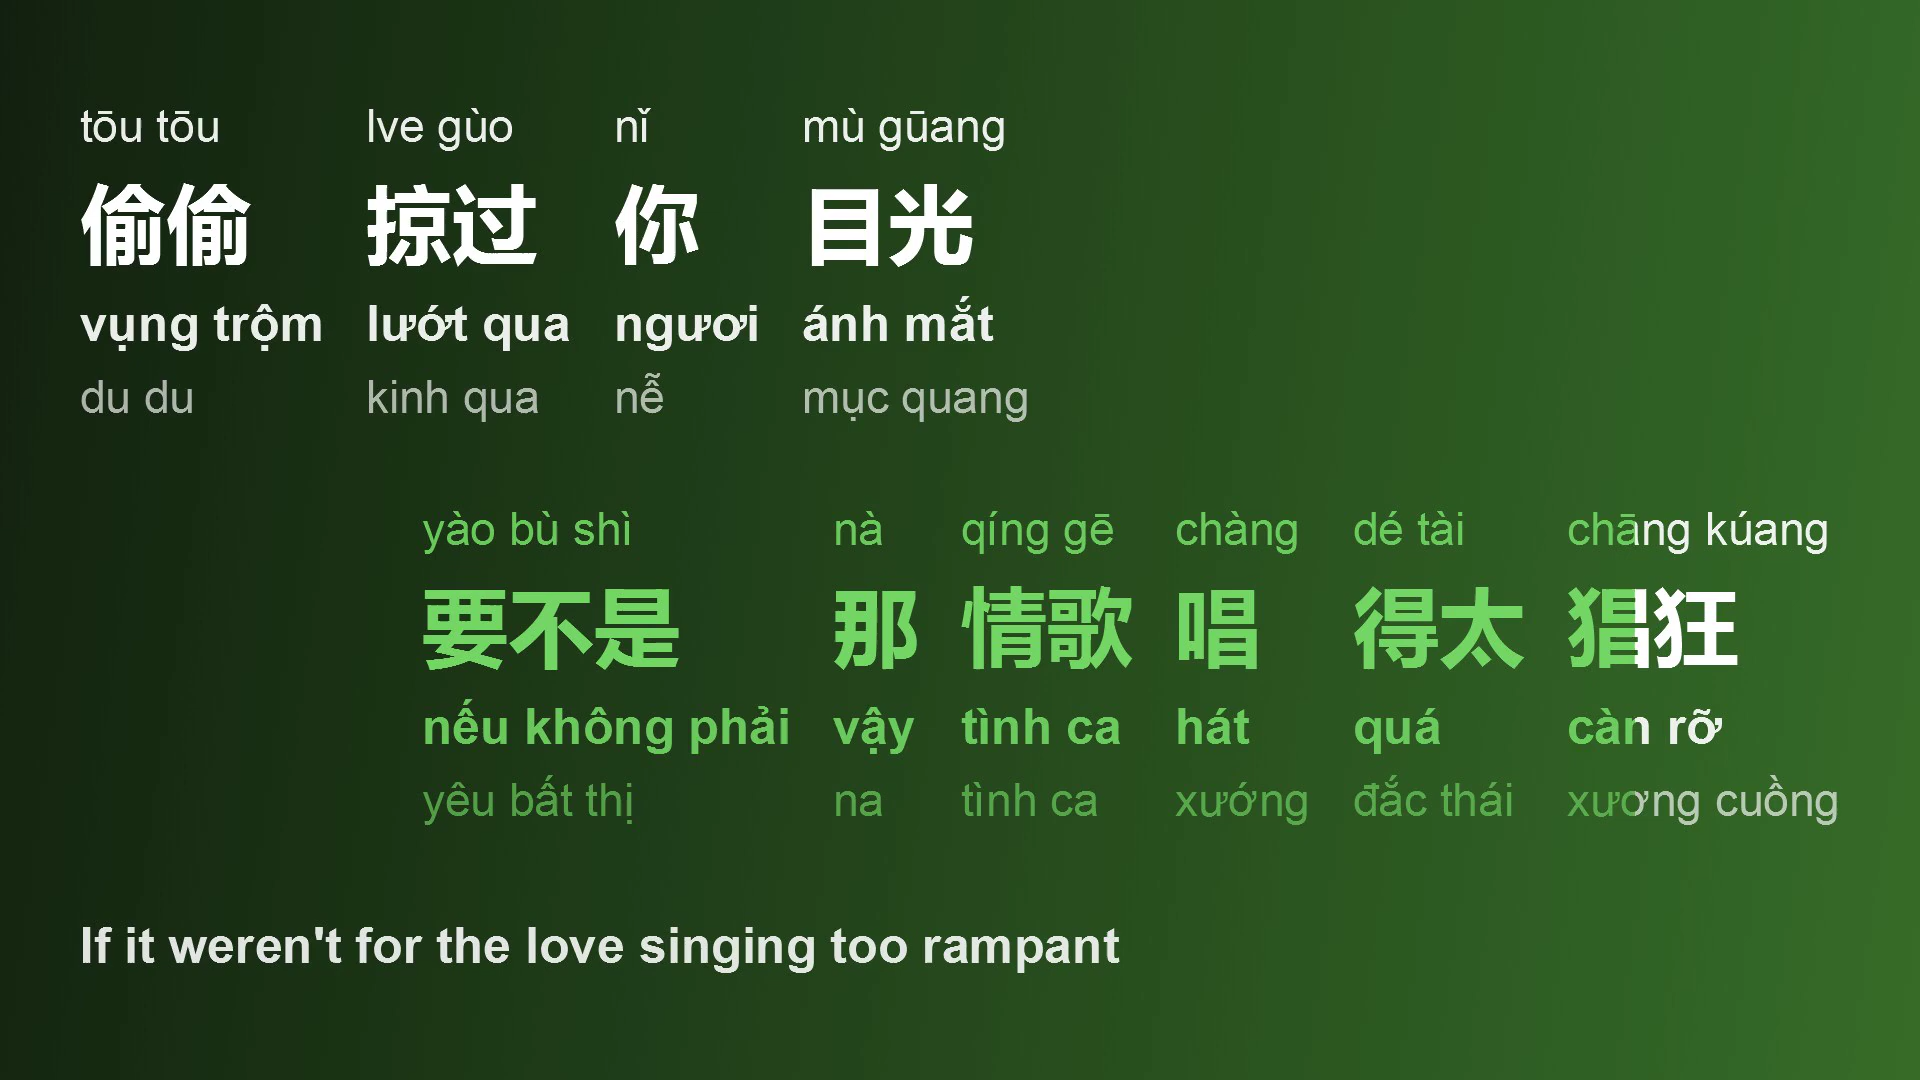 tōu tōu lve gùo nǐ mù gūang
偷偷 掠过 你 目光
vụng trộm lướt qua ngươi ánh mắt
du du kinh qua nễ mục quang
yào bù shì nà qíng gē chàng dé tài chāng kúang
要不是 那 情歌 唱 得太 猖狂
nếu không phải vậy tình ca hát quá càn rỡ
yêu bất thị na tình ca xướng đắc thái xương cuồng
If it weren't for the love singing too rampant